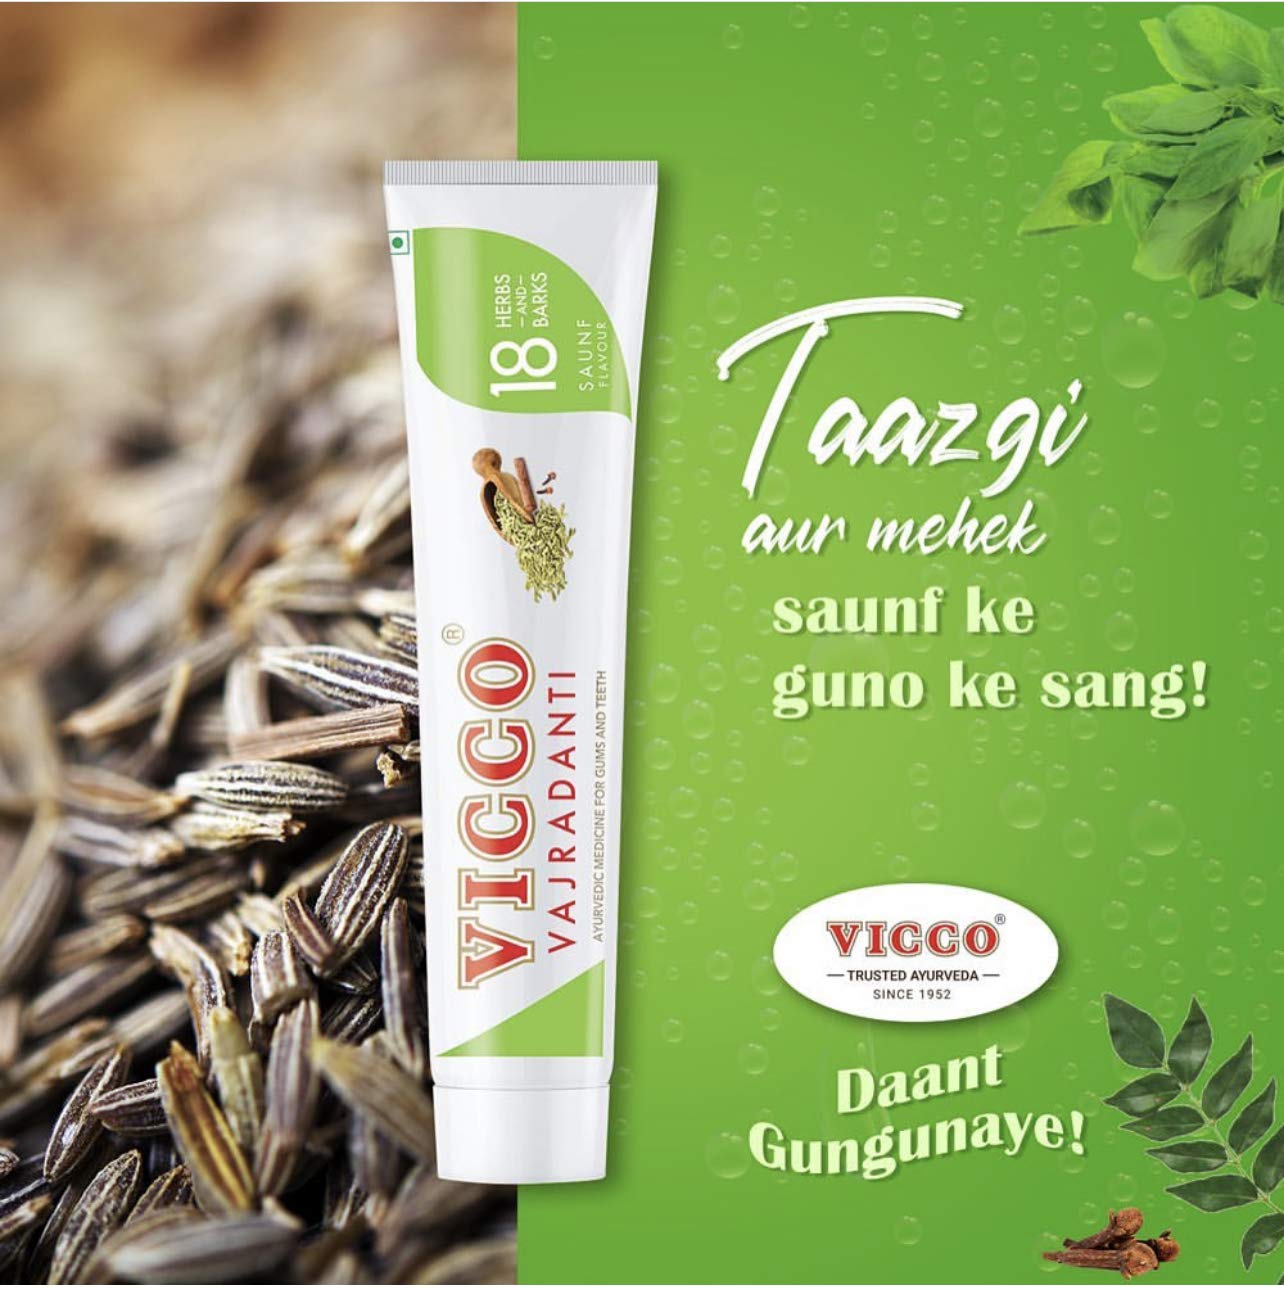 18
HERBS
—AND—
BARKS
SAUNF
FLAVOUR
VICCO®
VAJRADANTI
AYURVEDIC MEDICINE FOR GUMS AND TEETH
Taazgi
aur mehek
saunf ke
guno ke sang!
VICCO®
— TRUSTED AYURVEDA —
SINCE 1952
Daant
Gungunaye!